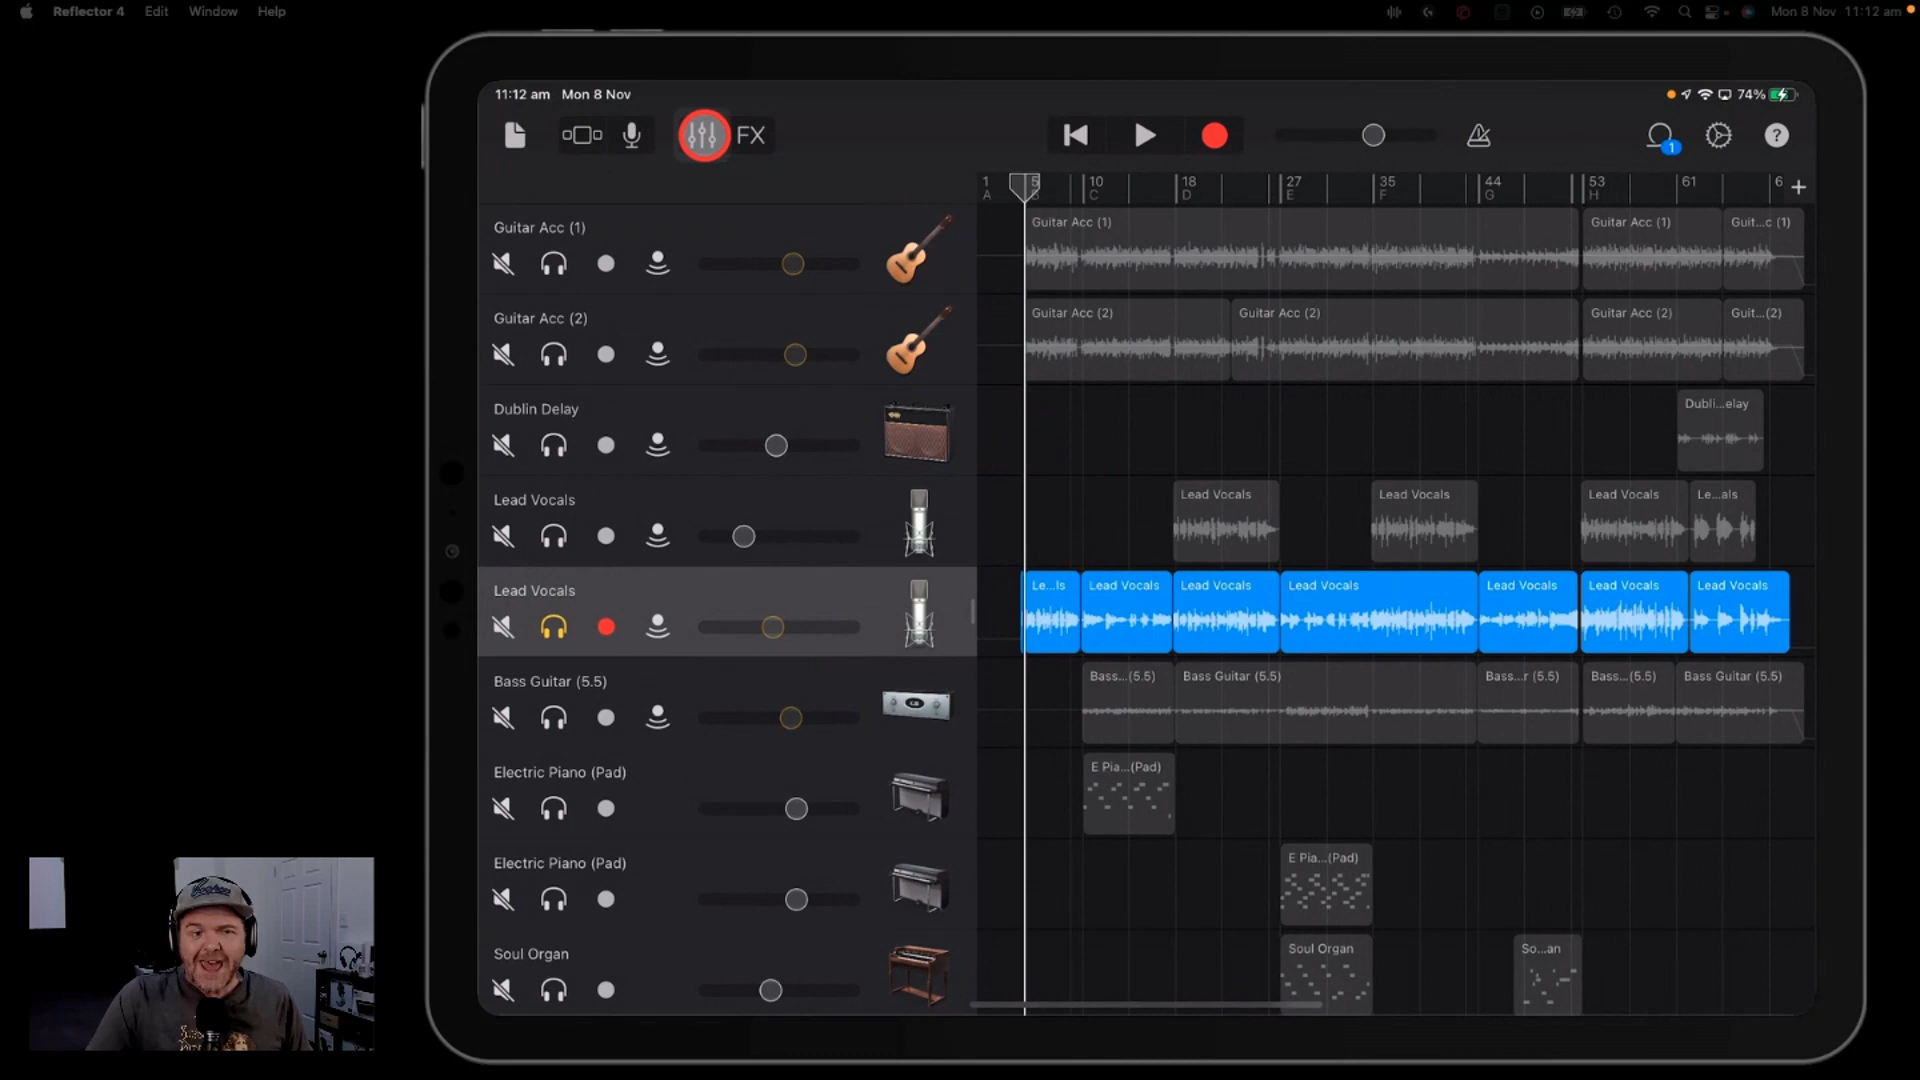 Reflector 4 Edit Window Help
Mon 8 Nov 11:12 am
11:12 am Mon 8 Nov
74%
FX
1
?
1 5 10 18 27 35 44 53 61 6 +
A B C D E F G H
Guitar Acc (1)
Guitar Acc (1) Guitar Acc (1) Guit...c (1)
Guitar Acc (2)
Guitar Acc (2) Guitar Acc (2) Guitar Acc (2) Guit...(2)
Dublin Delay
Dubli...elay
Lead Vocals
Lead Vocals Lead Vocals Lead Vocals Le...als
Lead Vocals
Le...ls Lead Vocals Lead Vocals Lead Vocals Lead Vocals Lead Vocals Lead Vocals
Bass Guitar (5.5)
Bass...(5.5) Bass Guitar (5.5) Bass...r (5.5) Bass...(5.5) Bass Guitar (5.5)
Electric Piano (Pad)
E Pia...(Pad)
Electric Piano (Pad)
E Pia...(Pad)
Soul Organ
Soul Organ So...an